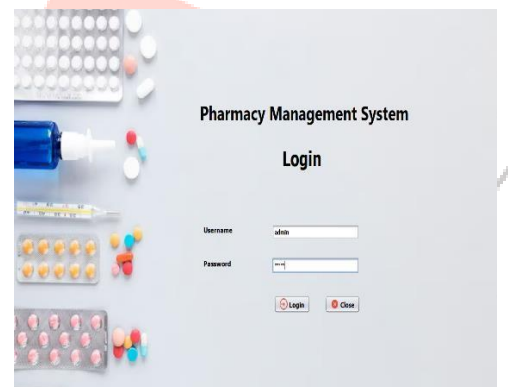 Pharmacy Management System
Login
Username admin
Password
Login Close